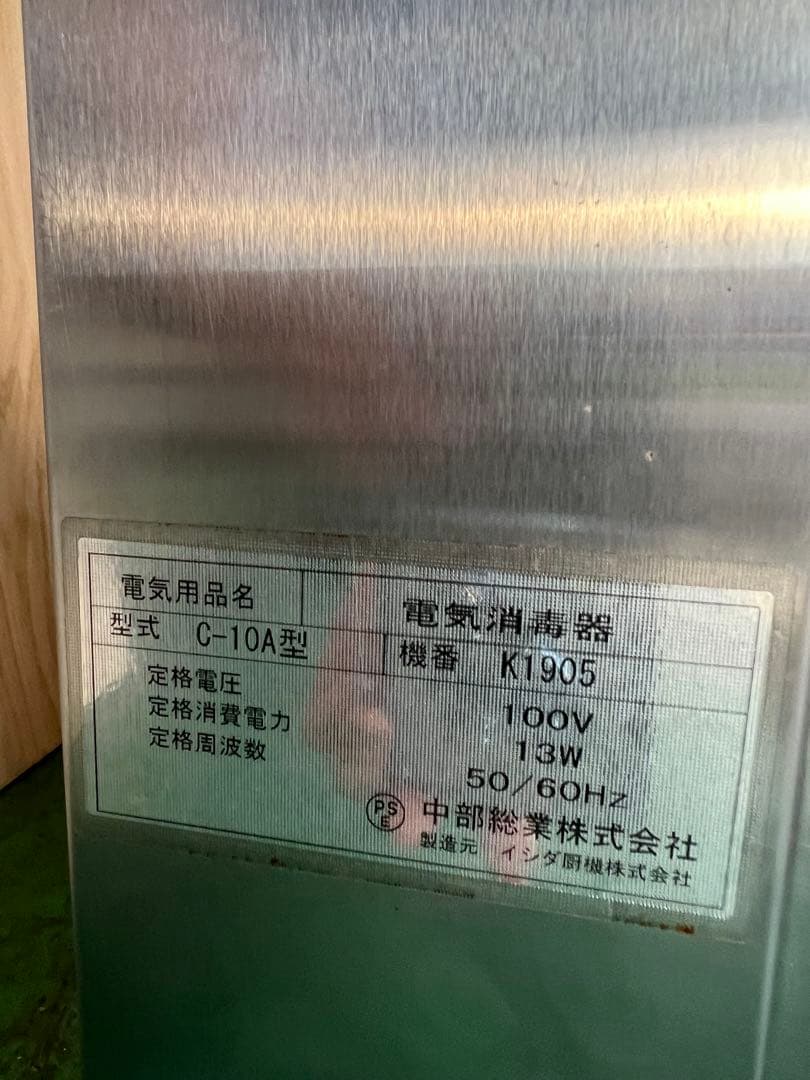 電気用品名 電気消毒器
型式 C-10A型 機番 K1905
定格電圧 100V
定格消費電力 13W
定格周波数 50/60Hz
PSE 中部総業株式会社
製造元 イシダ厨機株式会社